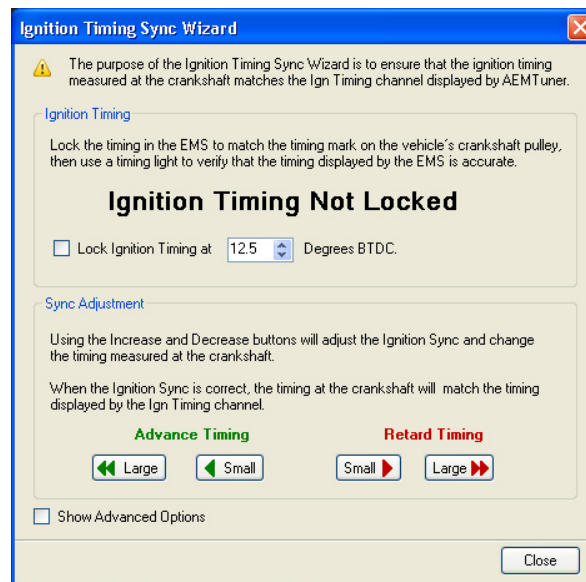 Ignition Timing Sync Wizard
The purpose of the Ignition Timing Sync Wizard is to ensure that the ignition timing
measured at the crankshaft matches the Ign Timing channel displayed by AEMTuner.
Ignition Timing
Lock the timing in the EMS to match the timing mark on the vehicle´s crankshaft pulley,
then use a timing light to verify that the timing displayed by the EMS is accurate.
Ignition Timing Not Locked
Lock Ignition Timing at 12.5 Degrees BTDC.
Sync Adjustment
Using the Increase and Decrease buttons will adjust the Ignition Sync and change
the timing measured at the crankshaft.
When the Ignition Sync is correct, the timing at the crankshaft will match the timing
displayed by the Ign Timing channel.
Advance Timing Retard Timing
Large Small Small Large
Show Advanced Options
Close